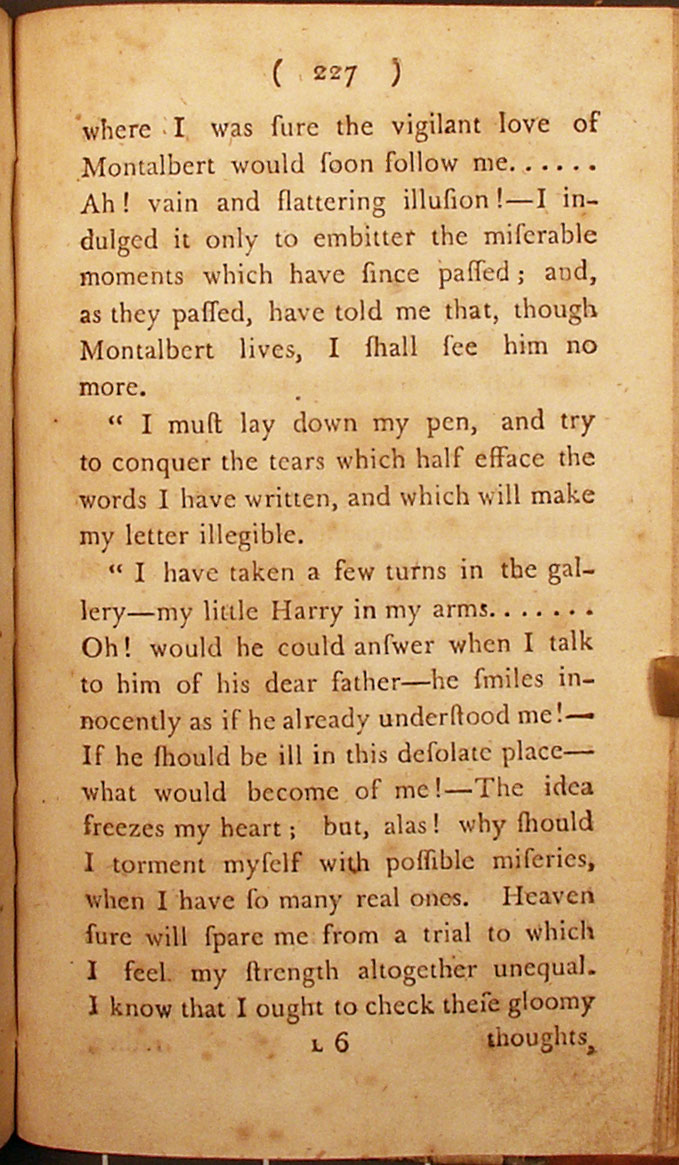 ( 227 )
where I was ſure the vigilant love of
Montalbert would ſoon follow me. . . . . .
Ah! vain and flattering illuſion!—I in-
dulged it only to embitter the miſerable
moments which have ſince paſſed; and,
as they paſſed, have told me that, though
Montalbert lives, I ſhall ſee him no
more.
“ I muſt lay down my pen, and try
to conquer the tears which half efface the
words I have written, and which will make
my letter illegible.
“ I have taken a few turns in the gal-
lery—my little Harry in my arms. . . . . . .
Oh! would he could anſwer when I talk
to him of his dear father—he ſmiles in-
nocently as if he already underſtood me!—
If he ſhould be ill in this deſolate place—
what would become of me!—The idea
freezes my heart; but, alas! why ſhould
I torment myſelf with poſſible miſeries,
when I have ſo many real ones. Heaven
ſure will ſpare me from a trial to which
I feel my ſtrength altogether unequal.
I know that I ought to check theſe gloomy
L 6 thoughts,